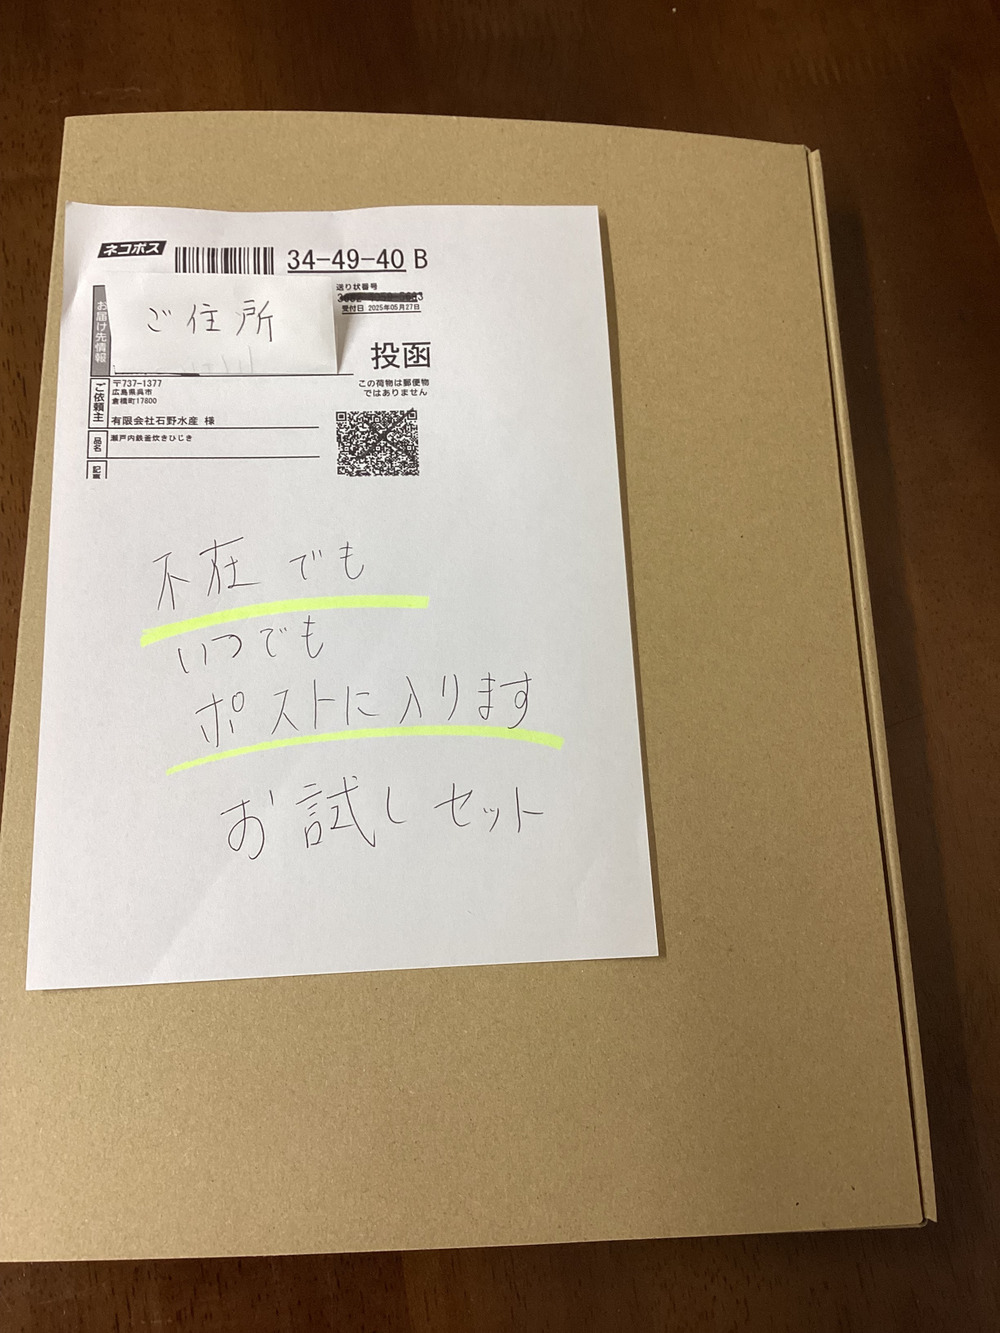 ネコポス
34-49-40 B
送り状番号
受付日 2025年05月27日
お届け先情報
ご住所
投函
この荷物は郵便物
ではありません
ご依頼主
〒737-1377
広島県呉市
倉橋町17800
有限会社石野水産 様
品名
瀬戸内鉄釜炊きひじき
不在でも
いつでも
ポストに入ります
お試しセット